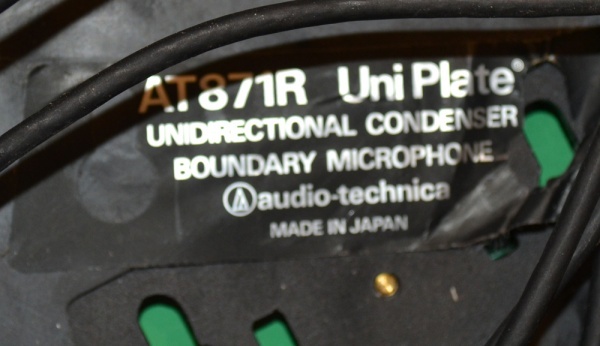 AT871R Uni Plate®
UNIDIRECTIONAL CONDENSER
BOUNDARY MICROPHONE
audio-technica
MADE IN JAPAN